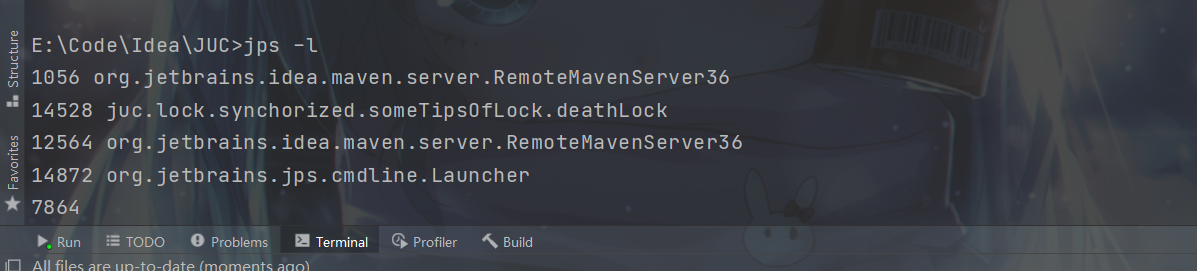 E:\Code\Idea\JUC>jps -l
1056 org.jetbrains.idea.maven.server.RemoteMavenServer36
14528 juc.lock.synchorized.someTipsOfLock.deathLock
12564 org.jetbrains.idea.maven.server.RemoteMavenServer36
14872 org.jetbrains.jps.cmdline.Launcher
7864
Structure
Favorites
Run TODO Problems Terminal Profiler Build
All files are up-to-date (moments ago)